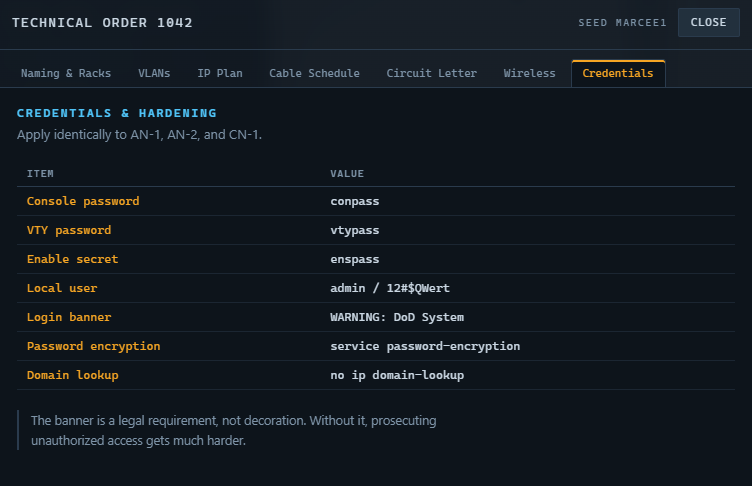 TECHNICAL ORDER 1042
SEED MARCEE1
CLOSE
Naming & Racks VLANs IP Plan Cable Schedule Circuit Letter Wireless Credentials
CREDENTIALS & HARDENING
Apply identically to AN-1, AN-2, and CN-1.
ITEM VALUE
Console password conpass
VTY password vtypass
Enable secret enspass
Local user admin / 12#$QWert
Login banner WARNING: DoD System
Password encryption service password-encryption
Domain lookup no ip domain-lookup
The banner is a legal requirement, not decoration. Without it, prosecuting
unauthorized access gets much harder.